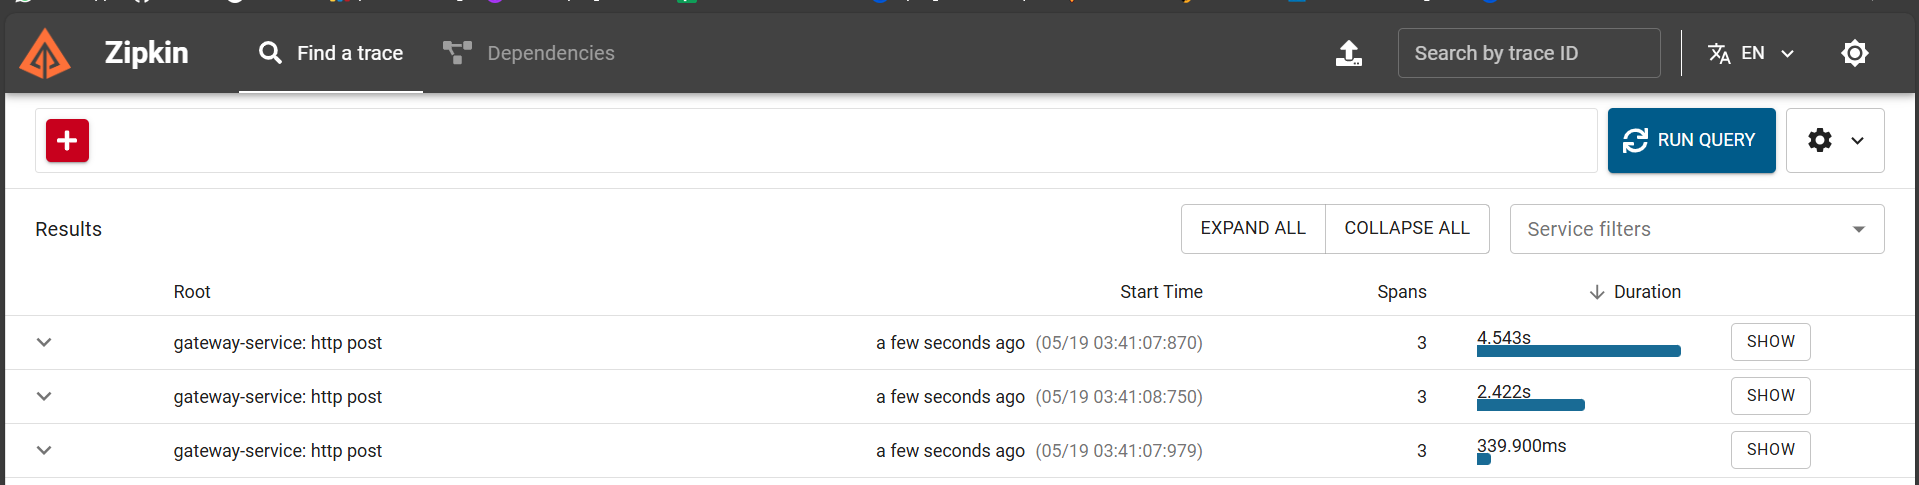 Zipkin Find a trace Dependencies Search by trace ID EN
RUN QUERY
Results EXPAND ALL COLLAPSE ALL Service filters
Root Start Time Spans Duration
gateway-service: http post a few seconds ago (05/19 03:41:07:870) 3 4.543s SHOW
gateway-service: http post a few seconds ago (05/19 03:41:08:750) 3 2.422s SHOW
gateway-service: http post a few seconds ago (05/19 03:41:07:979) 3 339.900ms SHOW